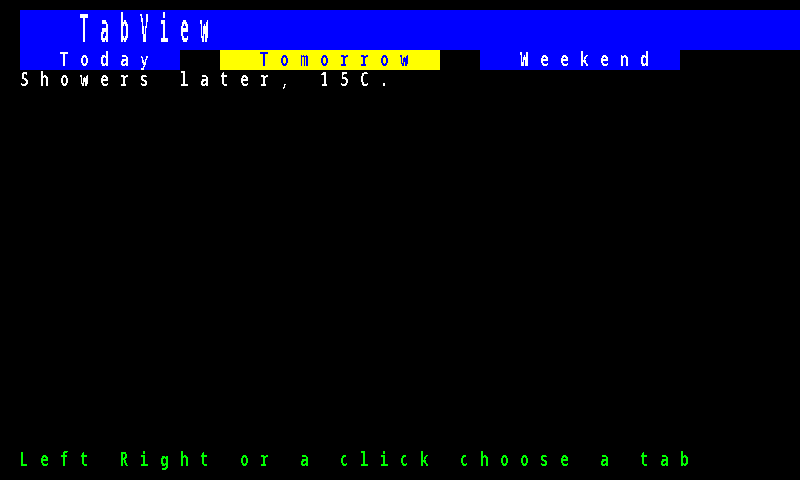 TabView
Today Tomorrow Weekend
Showers later, 15C.
Left Right or a click choose a tab